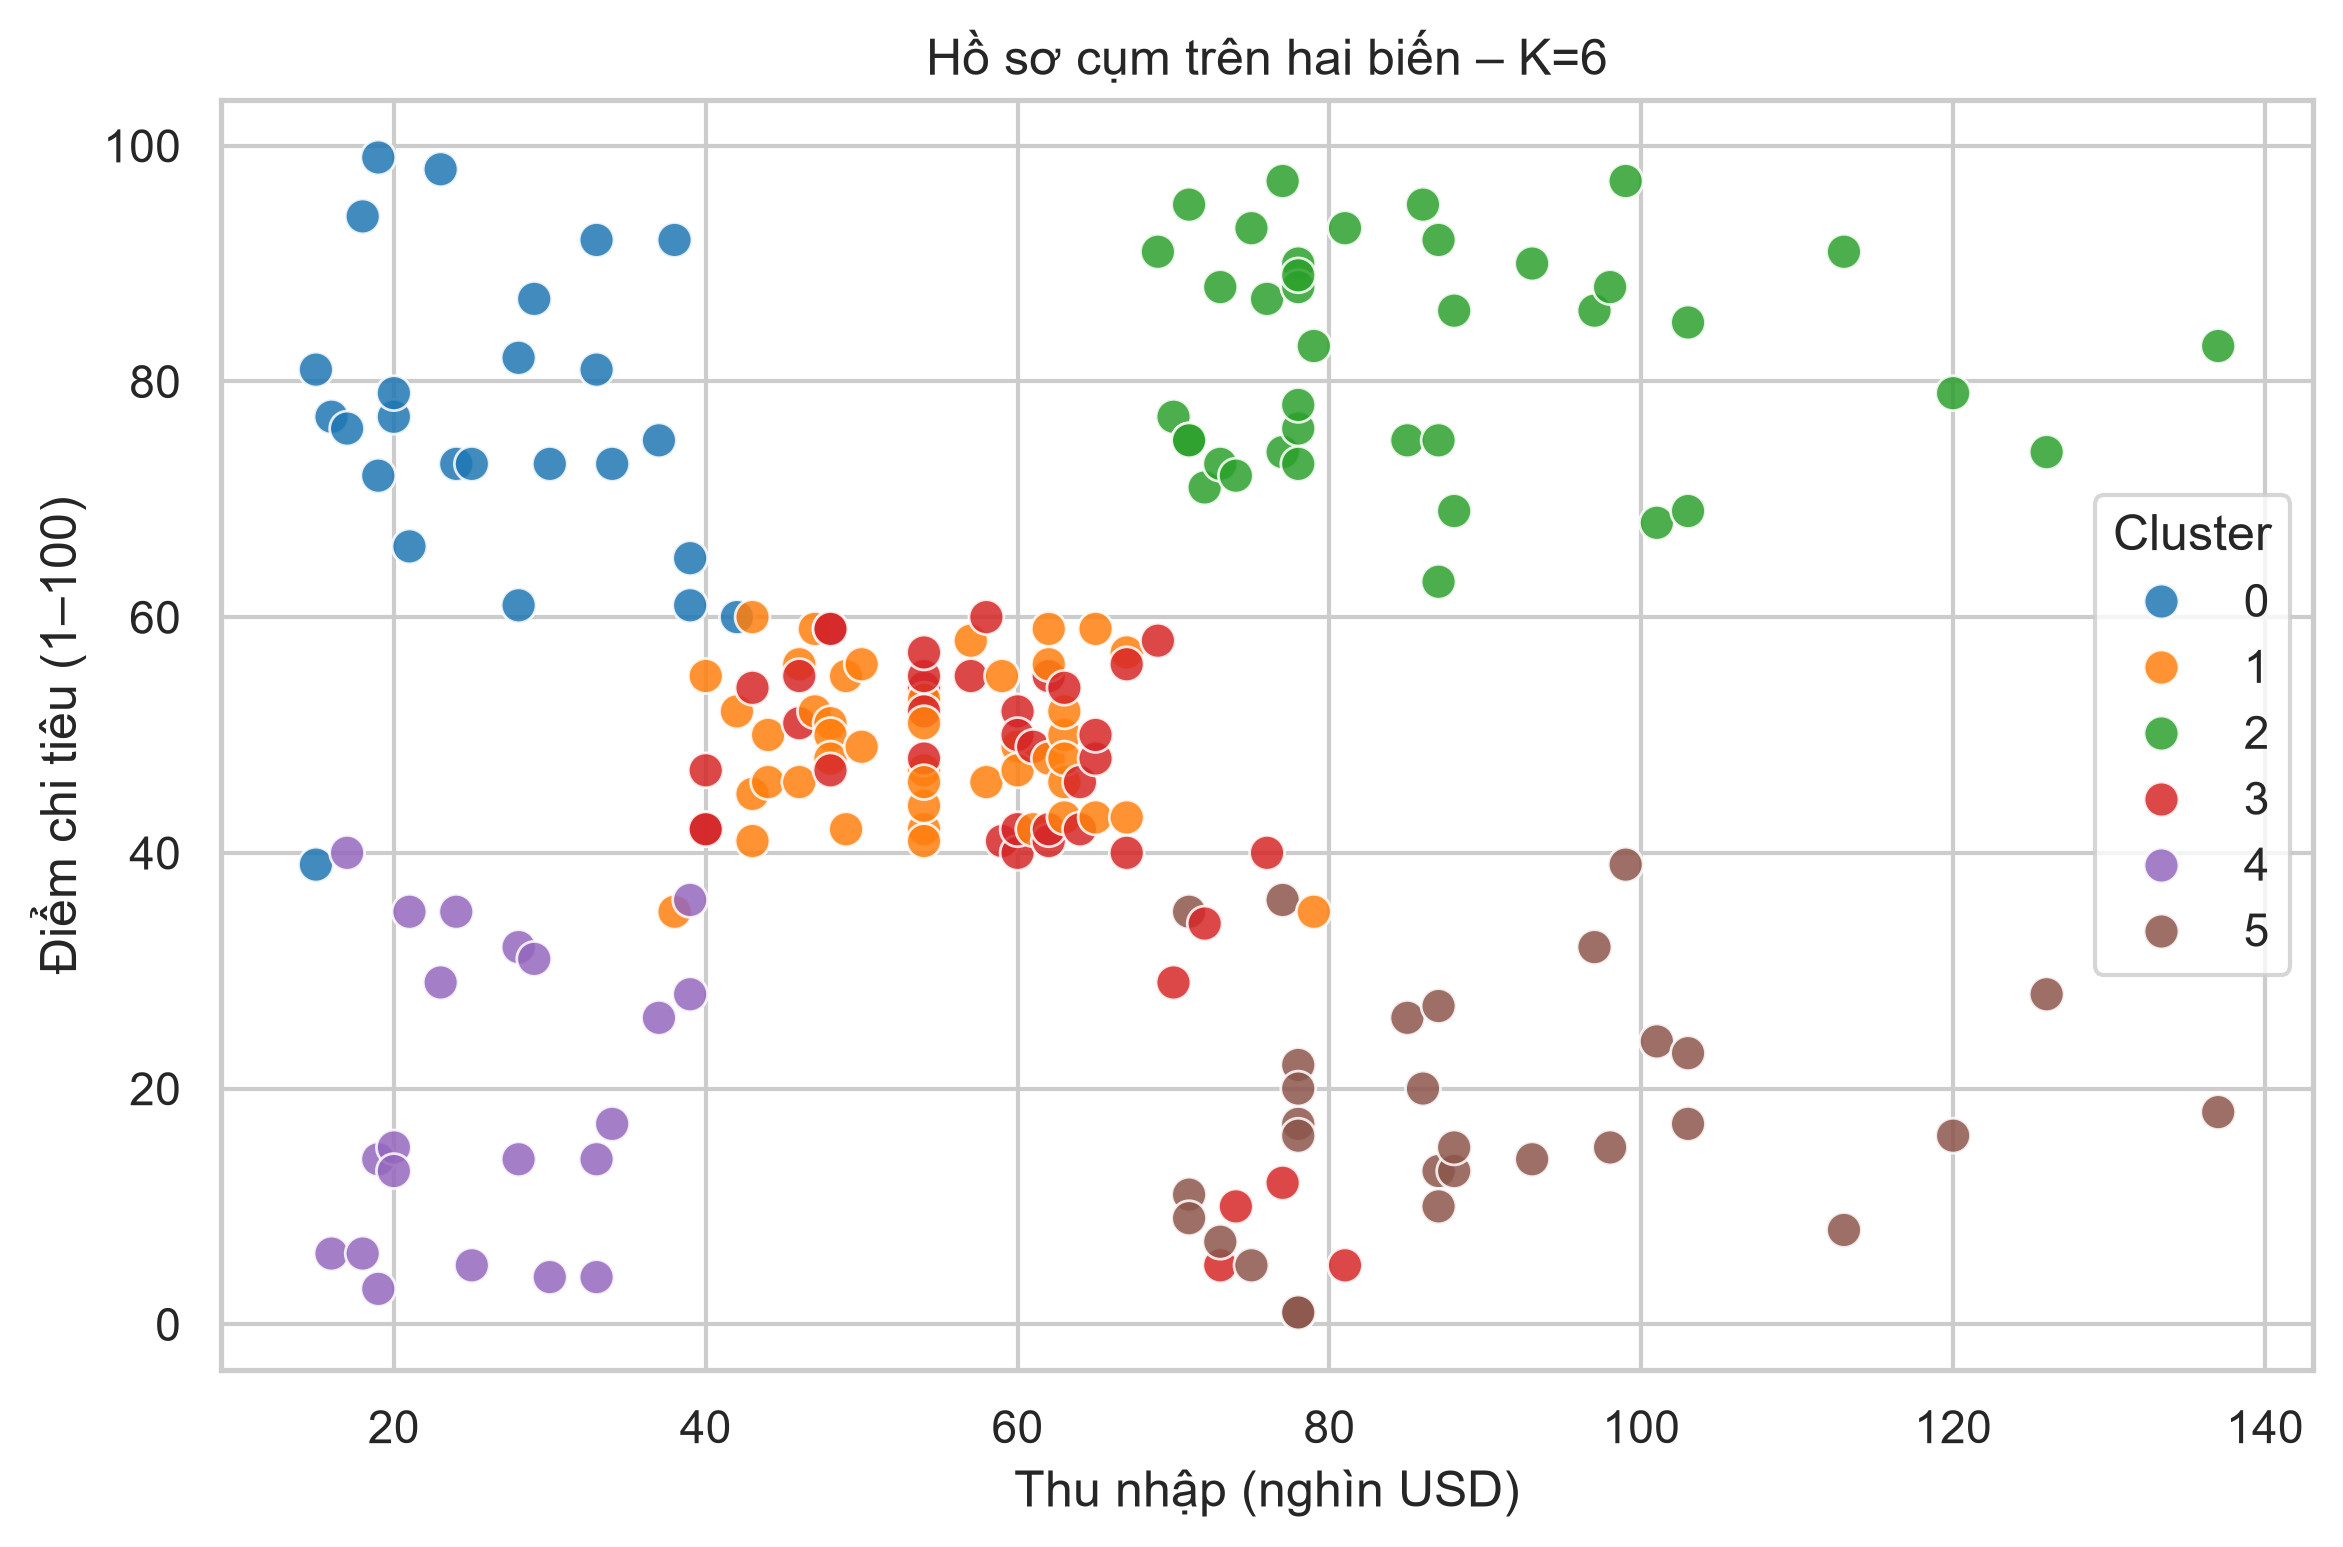 Hồ sơ cụm trên hai biến – K=6
100
80
60
40
20
0
Điểm chi tiêu (1–100)
Cluster
0
1
2
3
4
5
20 40 60 80 100 120 140
Thu nhập (nghìn USD)